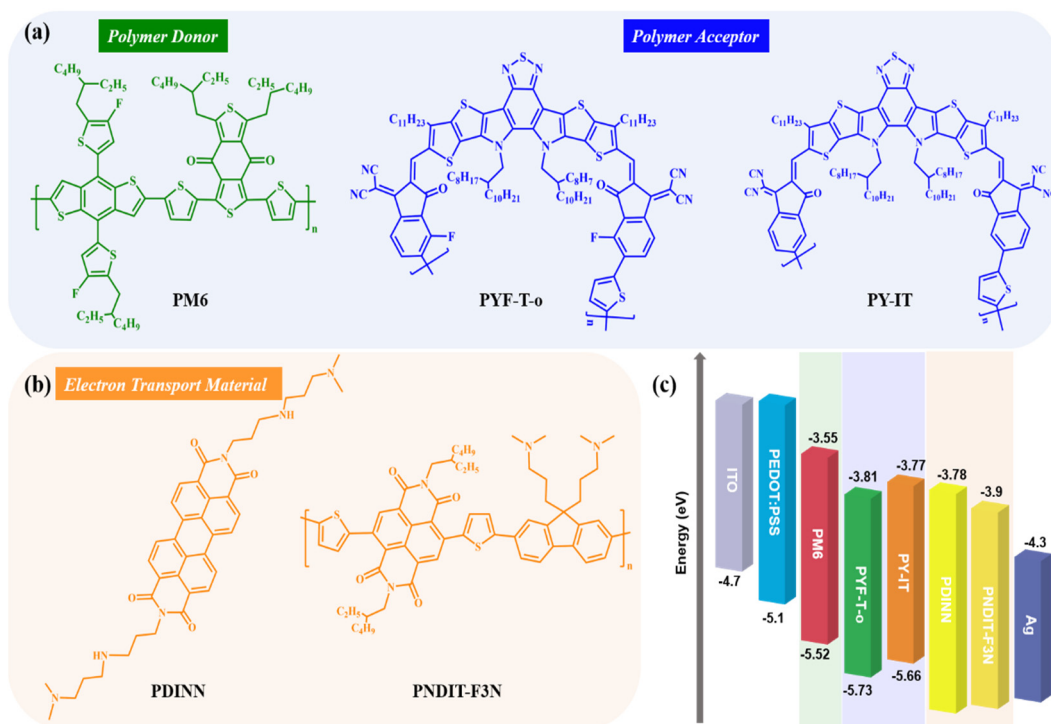 (a)
Polymer Donor
Polymer Acceptor
C4H9
C2H5
F
S
C4H9
C2H5
C2H5
C4H9
S
O
O
S
S
S
S
S
n
S
F
C2H5
C4H9
PM6
N
S
N
S
S
C11H23
C11H23
S
N
N
S
NC
CN
O
C8H17
C10H21
C8H7
C10H21
O
CN
CN
F
F
S
n
PYF-T-o
N
S
N
S
S
C11H23
C11H23
S
N
N
S
NC
CN
O
C8H17
C10H21
C8H17
C10H21
O
CN
S
n
PY-IT
(b)
Electron Transport Material
N
NH
O
N
O
O
N
O
HN
N
PDINN
C4H9
C2H5
O
N
O
S
S
O
N
O
C2H5
C4H9
N
N
n
PNDIT-F3N
(c)
Energy (eV)
ITO
-4.7
PEDOT:PSS
-5.1
-3.55
PM6
-5.52
-3.81
PYF-T-o
-5.73
-3.77
PY-IT
-5.66
-3.78
PDINN
-3.9
PNDIT-F3N
-4.3
Ag